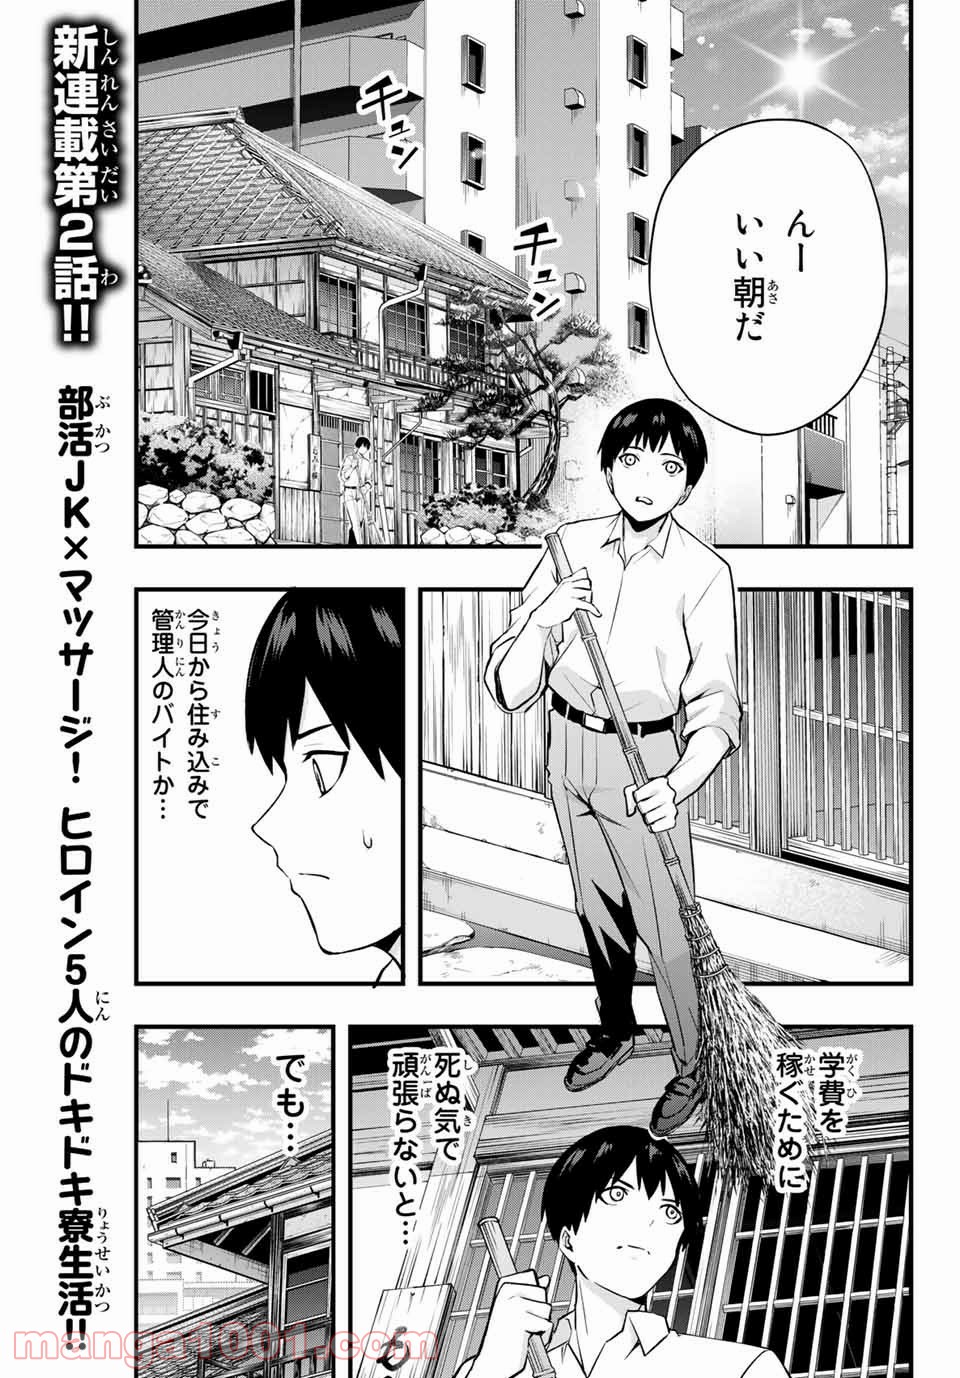 新連載第2話!!
部活JK×マッサージ！ ヒロイン5人のドキドキ寮生活!!
んー
いい朝だ
チュン
チュン
今日から住み込みで
管理人のバイトか…
学費を
稼ぐために
死ぬ気で
頑張らないと…
でも…
manga1001.com